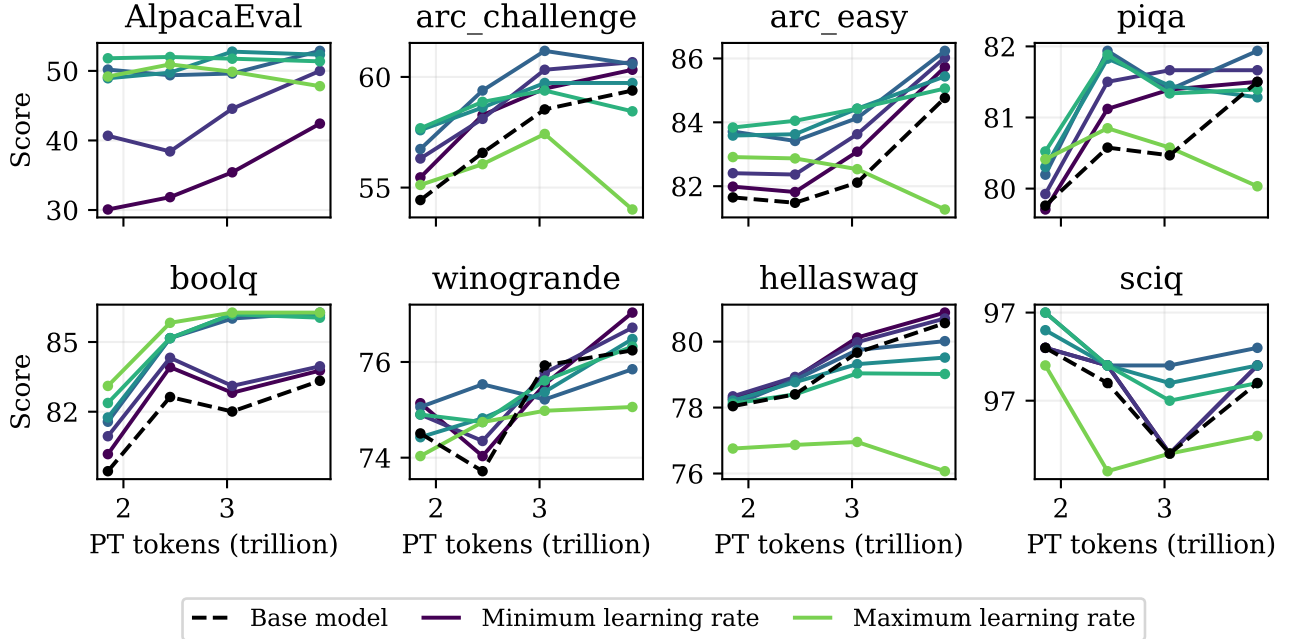 AlpacaEval
arc_challenge
arc_easy
piqa
Score
50
40
30
60
55
86
84
82
82
81
80
boolq
winogrande
hellaswag
sciq
Score
85
82
76
74
80
78
76
97
97
2 3
2 3
2 3
2 3
PT tokens (trillion)
PT tokens (trillion)
PT tokens (trillion)
PT tokens (trillion)
Base model
Minimum learning rate
Maximum learning rate